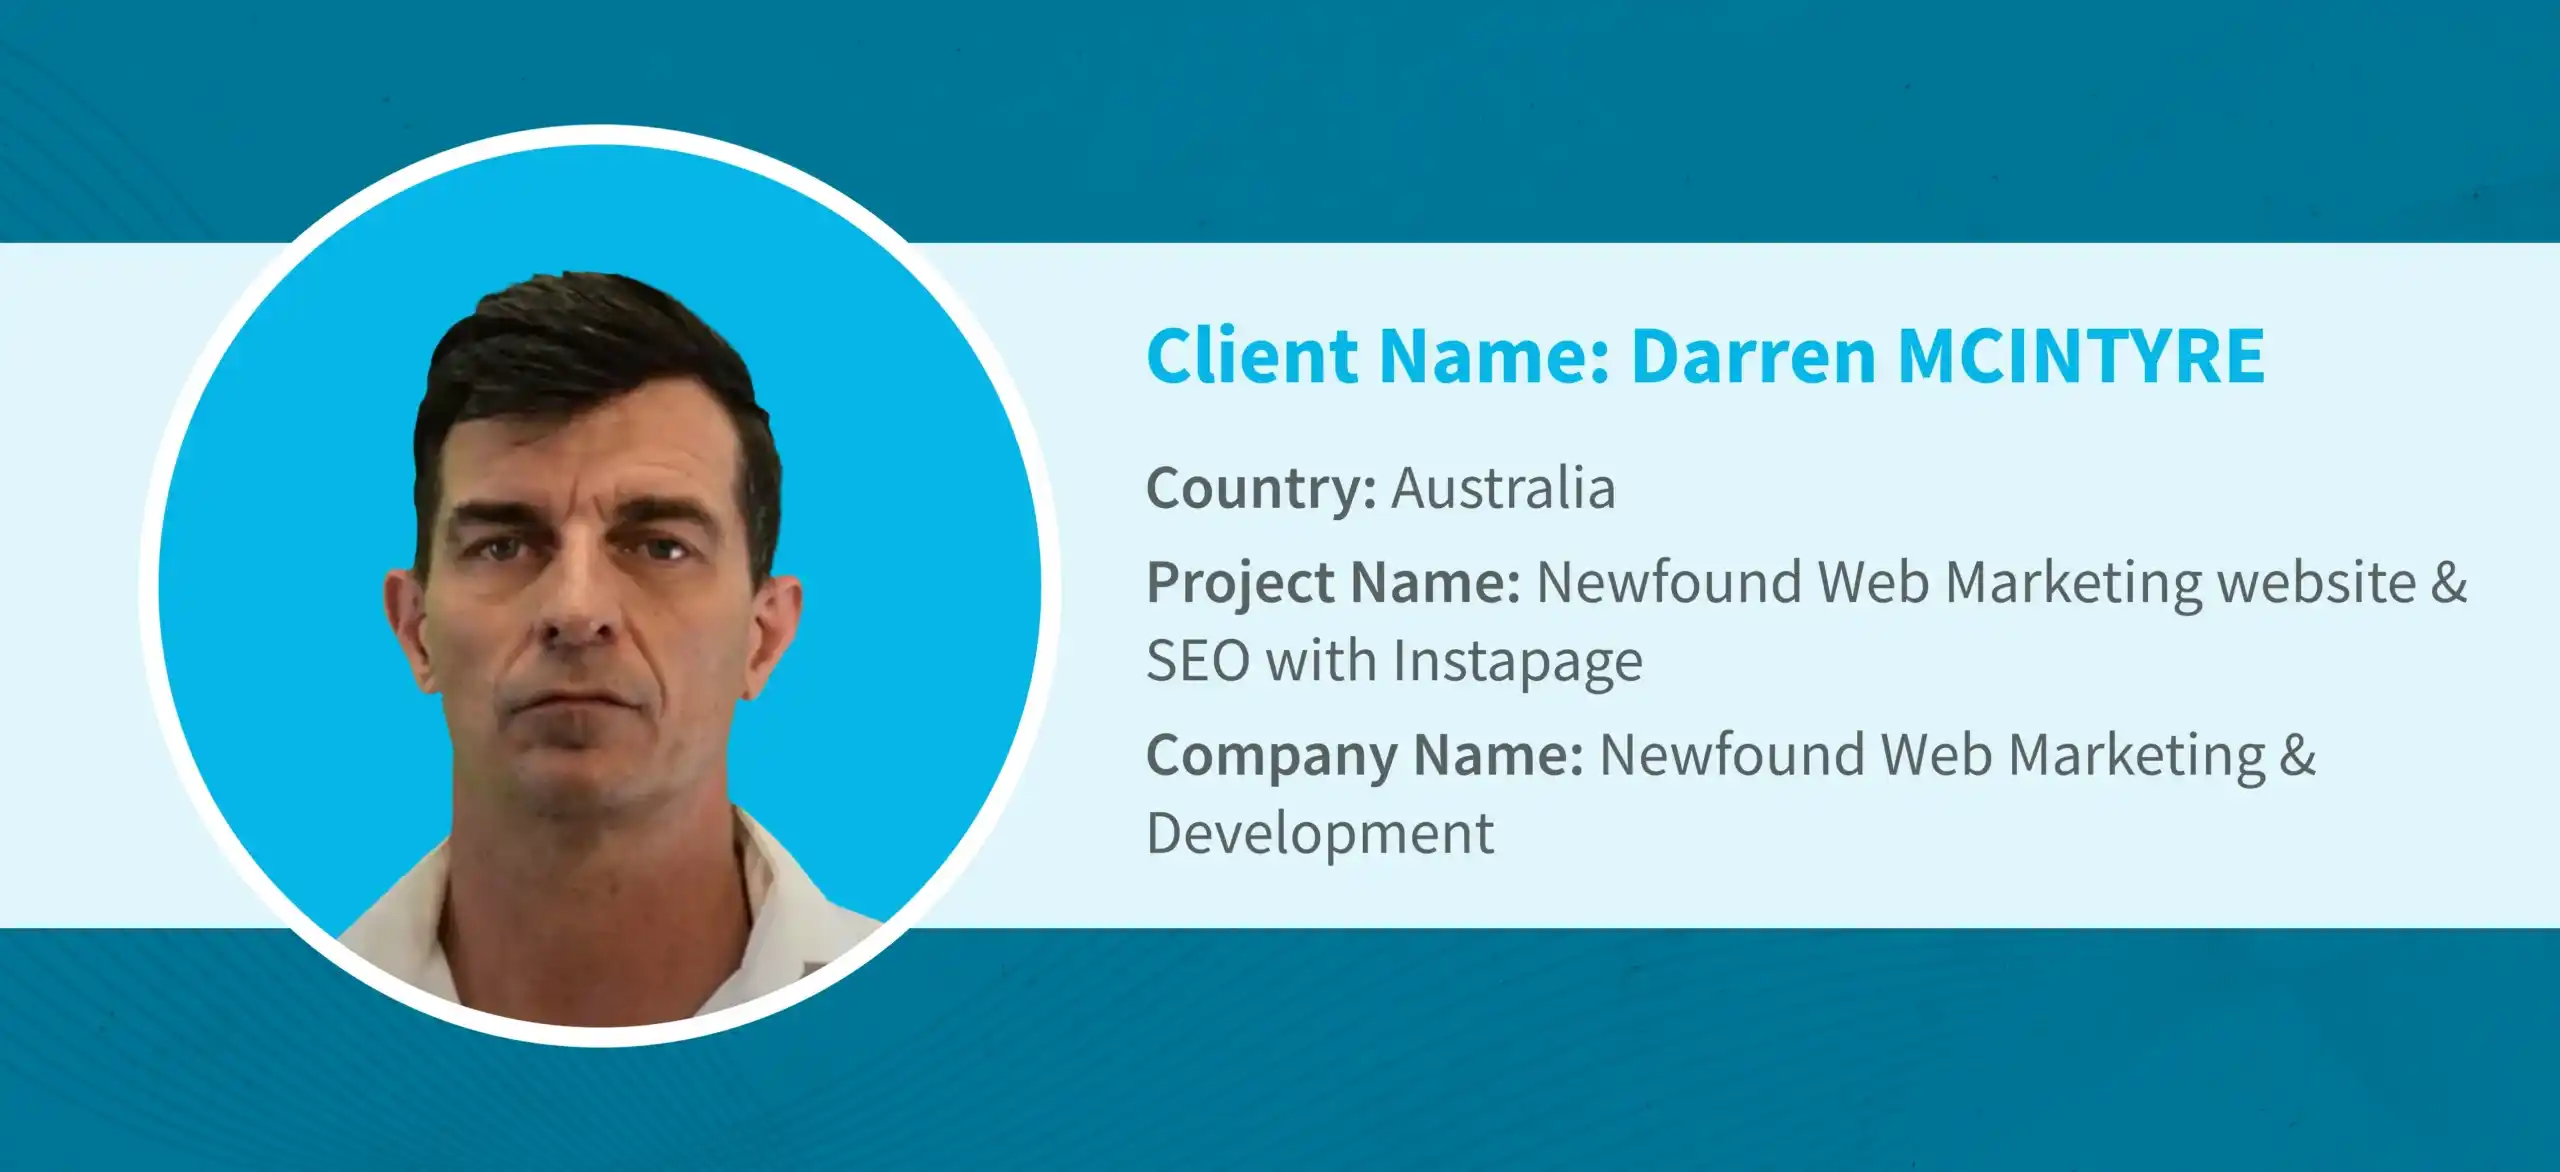 Client Name: Darren MCINTYRE
Country: Australia
Project Name: Newfound Web Marketing website &
SEO with Instapage
Company Name: Newfound Web Marketing &
Development